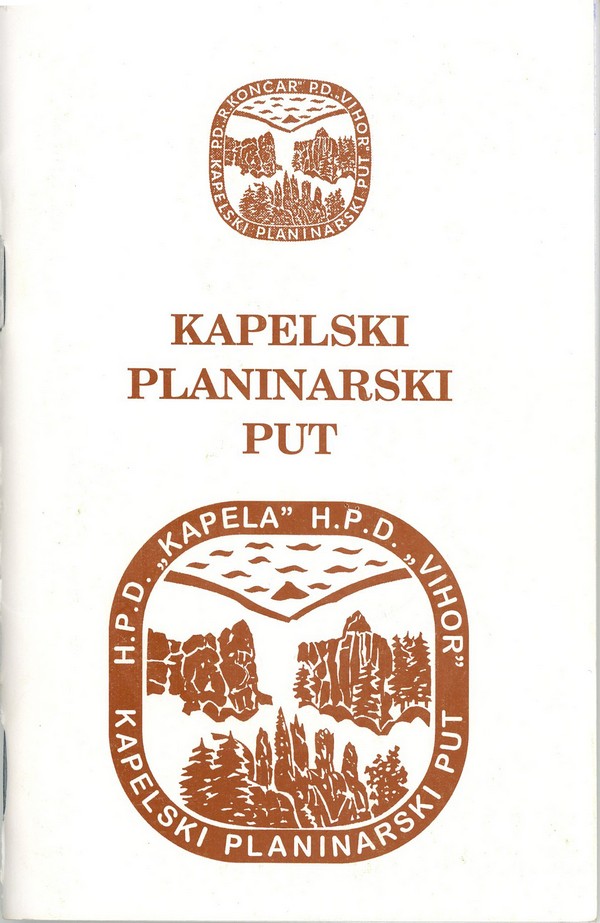 P.D. „R.KONČAR” P.D. „VIHOR”
KAPELSKI PLANINARSKI PUT
KAPELSKI
PLANINARSKI
PUT
H.P.D. „KAPELA” H.P.D. „VIHOR”
KAPELSKI PLANINARSKI PUT